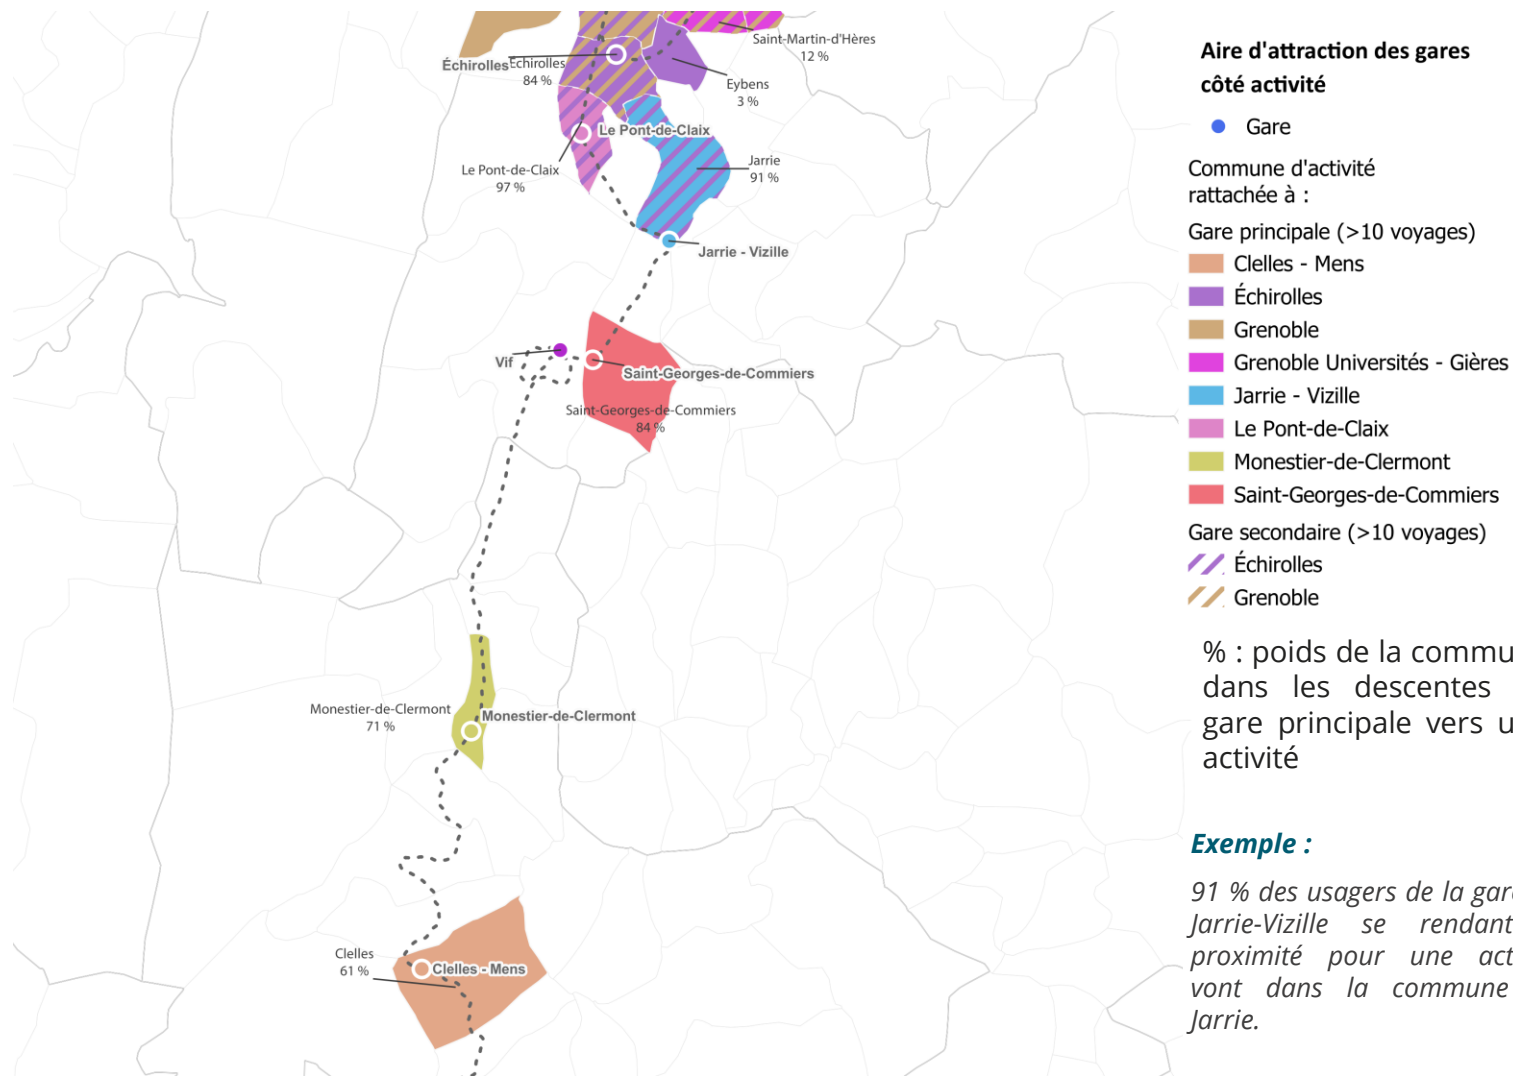 Saint-Martin-d'Hères
12 %
Échirolles
Échirolles
84 %
Eybens
3 %
Le Pont-de-Claix
Le Pont-de-Claix
97 %
Jarrie
91 %
Jarrie - Vizille
Vif
Saint-Georges-de-Commiers
Saint-Georges-de-Commiers
84 %
Monestier-de-Clermont
71 %
Monestier-de-Clermont
Clelles
61 %
Clelles - Mens
Aire d'attraction des gares
côté activité
Gare
Commune d'activité
rattachée à :
Gare principale (>10 voyages)
Clelles - Mens
Échirolles
Grenoble
Grenoble Universités - Gières
Jarrie - Vizille
Le Pont-de-Claix
Monestier-de-Clermont
Saint-Georges-de-Commiers
Gare secondaire (>10 voyages)
Échirolles
Grenoble
% : poids de la commu
dans les descentes
gare principale vers u
activité
Exemple :
91 % des usagers de la gar
Jarrie-Vizille se rendant
proximité pour une act
vont dans la commune
Jarrie.